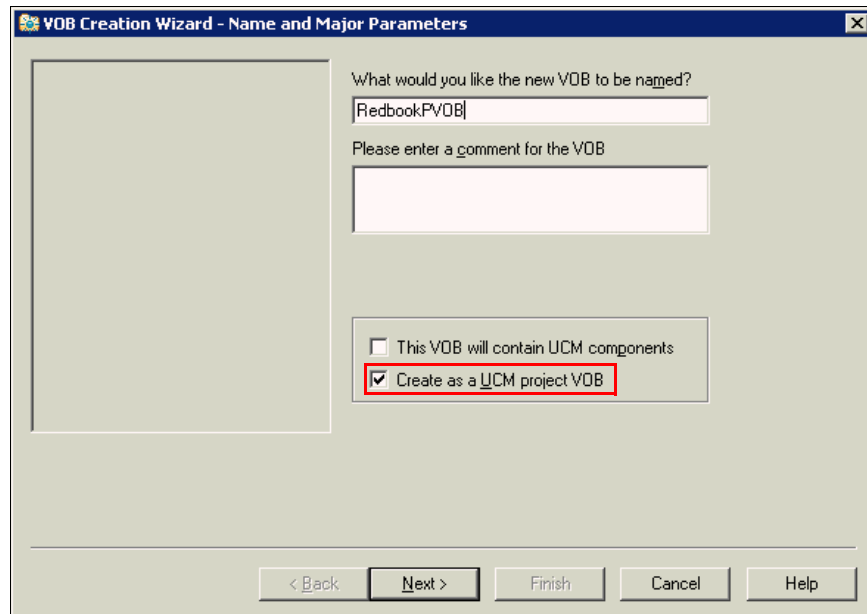 VOB Creation Wizard - Name and Major Parameters
What would you like the new VOB to be named?
RedbookPVOB
Please enter a comment for the VOB
This VOB will contain UCM components
Create as a UCM project VOB
< Back
Next >
Finish
Cancel
Help